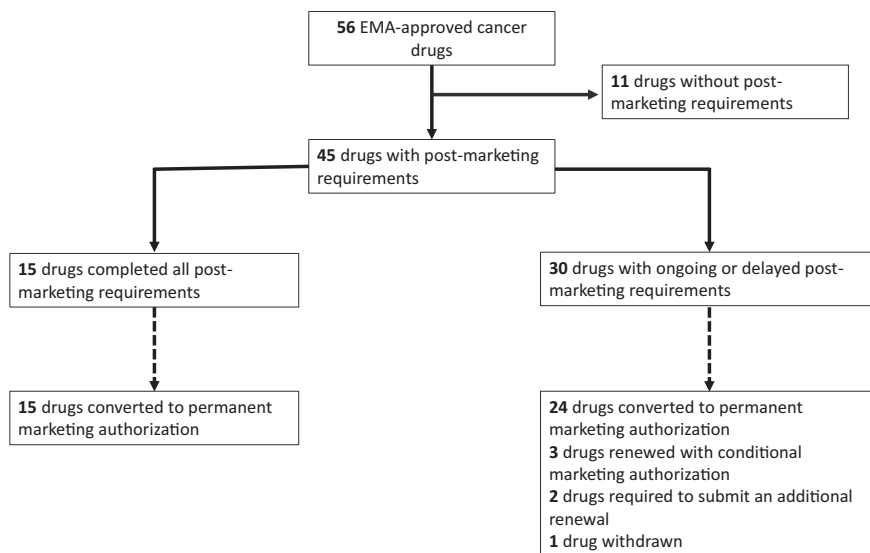 56 EMA-approved cancer
drugs
11 drugs without post-
marketing requirements
45 drugs with post-marketing
requirements
15 drugs completed all post-
marketing requirements
30 drugs with ongoing or delayed post-
marketing requirements
15 drugs converted to permanent
marketing authorization
24 drugs converted to permanent
marketing authorization
3 drugs renewed with conditional
marketing authorization
2 drugs required to submit an additional
renewal
1 drug withdrawn